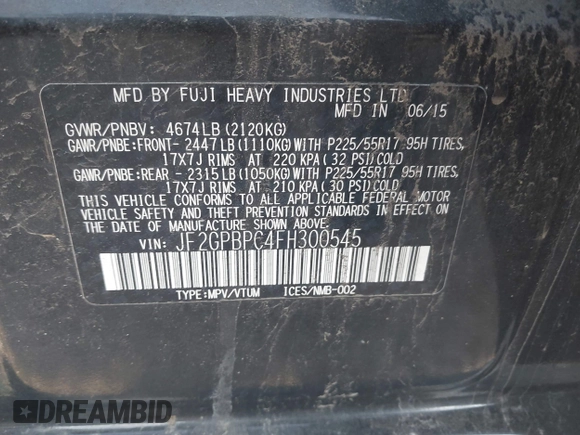 MFD BY FUJI HEAVY INDUSTRIES LTD.
MFD IN 06/15
GVWR/PNBV: 4674LB(2120KG)
GAWR/PNBE:FRONT- 2447LB(1110KG)WITH P225/55R17 95H TIRES,
17X7J RIMS AT 220 KPA(32 PSI)COLD
GAWR/PNBE:REAR - 2315LB(1050KG)WITH P225/55R17 95H TIRES,
17X7J RIMS AT 210 KPA(30 PSI)COLD
THIS VEHICLE CONFORMS TO ALL APPLICABLE FEDERAL MOTOR
VEHICLE SAFETY AND THEFT PREVENTION STANDARDS IN EFFECT ON
THE DATE OF MANUFACTURE SHOWN ABOVE.
VIN: JF2GPBPC4FH300545
TYPE:MPV/VTUM ICES/NMB-002
DREAMBID